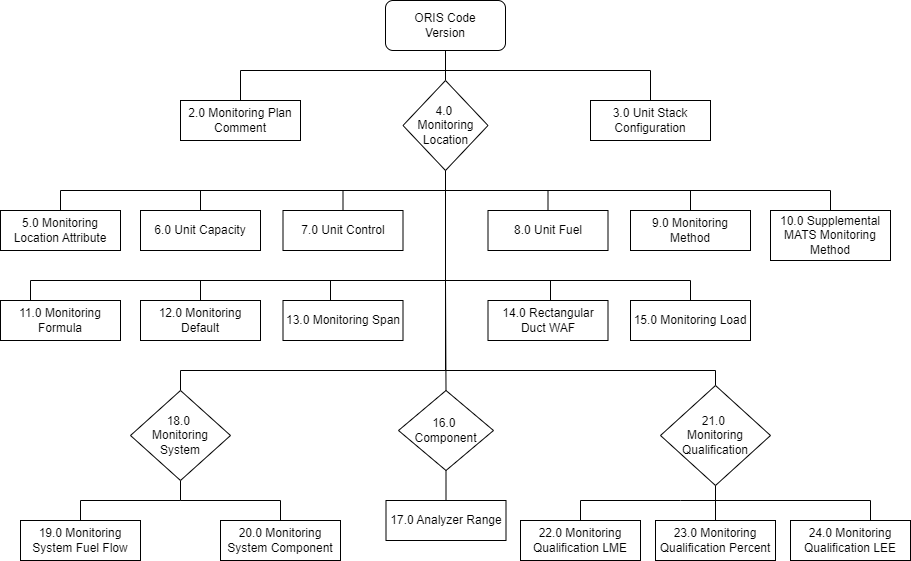 ORIS Code
Version
2.0 Monitoring Plan
Comment
4.0
Monitoring
Location
3.0 Unit Stack
Configuration
5.0 Monitoring
Location Attribute
6.0 Unit Capacity
7.0 Unit Control
8.0 Unit Fuel
9.0 Monitoring
Method
10.0 Supplemental
MATS Monitoring
Method
11.0 Monitoring
Formula
12.0 Monitoring
Default
13.0 Monitoring Span
14.0 Rectangular
Duct WAF
15.0 Monitoring Load
18.0
Monitoring
System
16.0
Component
21.0
Monitoring
Qualification
19.0 Monitoring
System Fuel Flow
20.0 Monitoring
System Component
17.0 Analyzer Range
22.0 Monitoring
Qualification LME
23.0 Monitoring
Qualification Percent
24.0 Monitoring
Qualification LEE